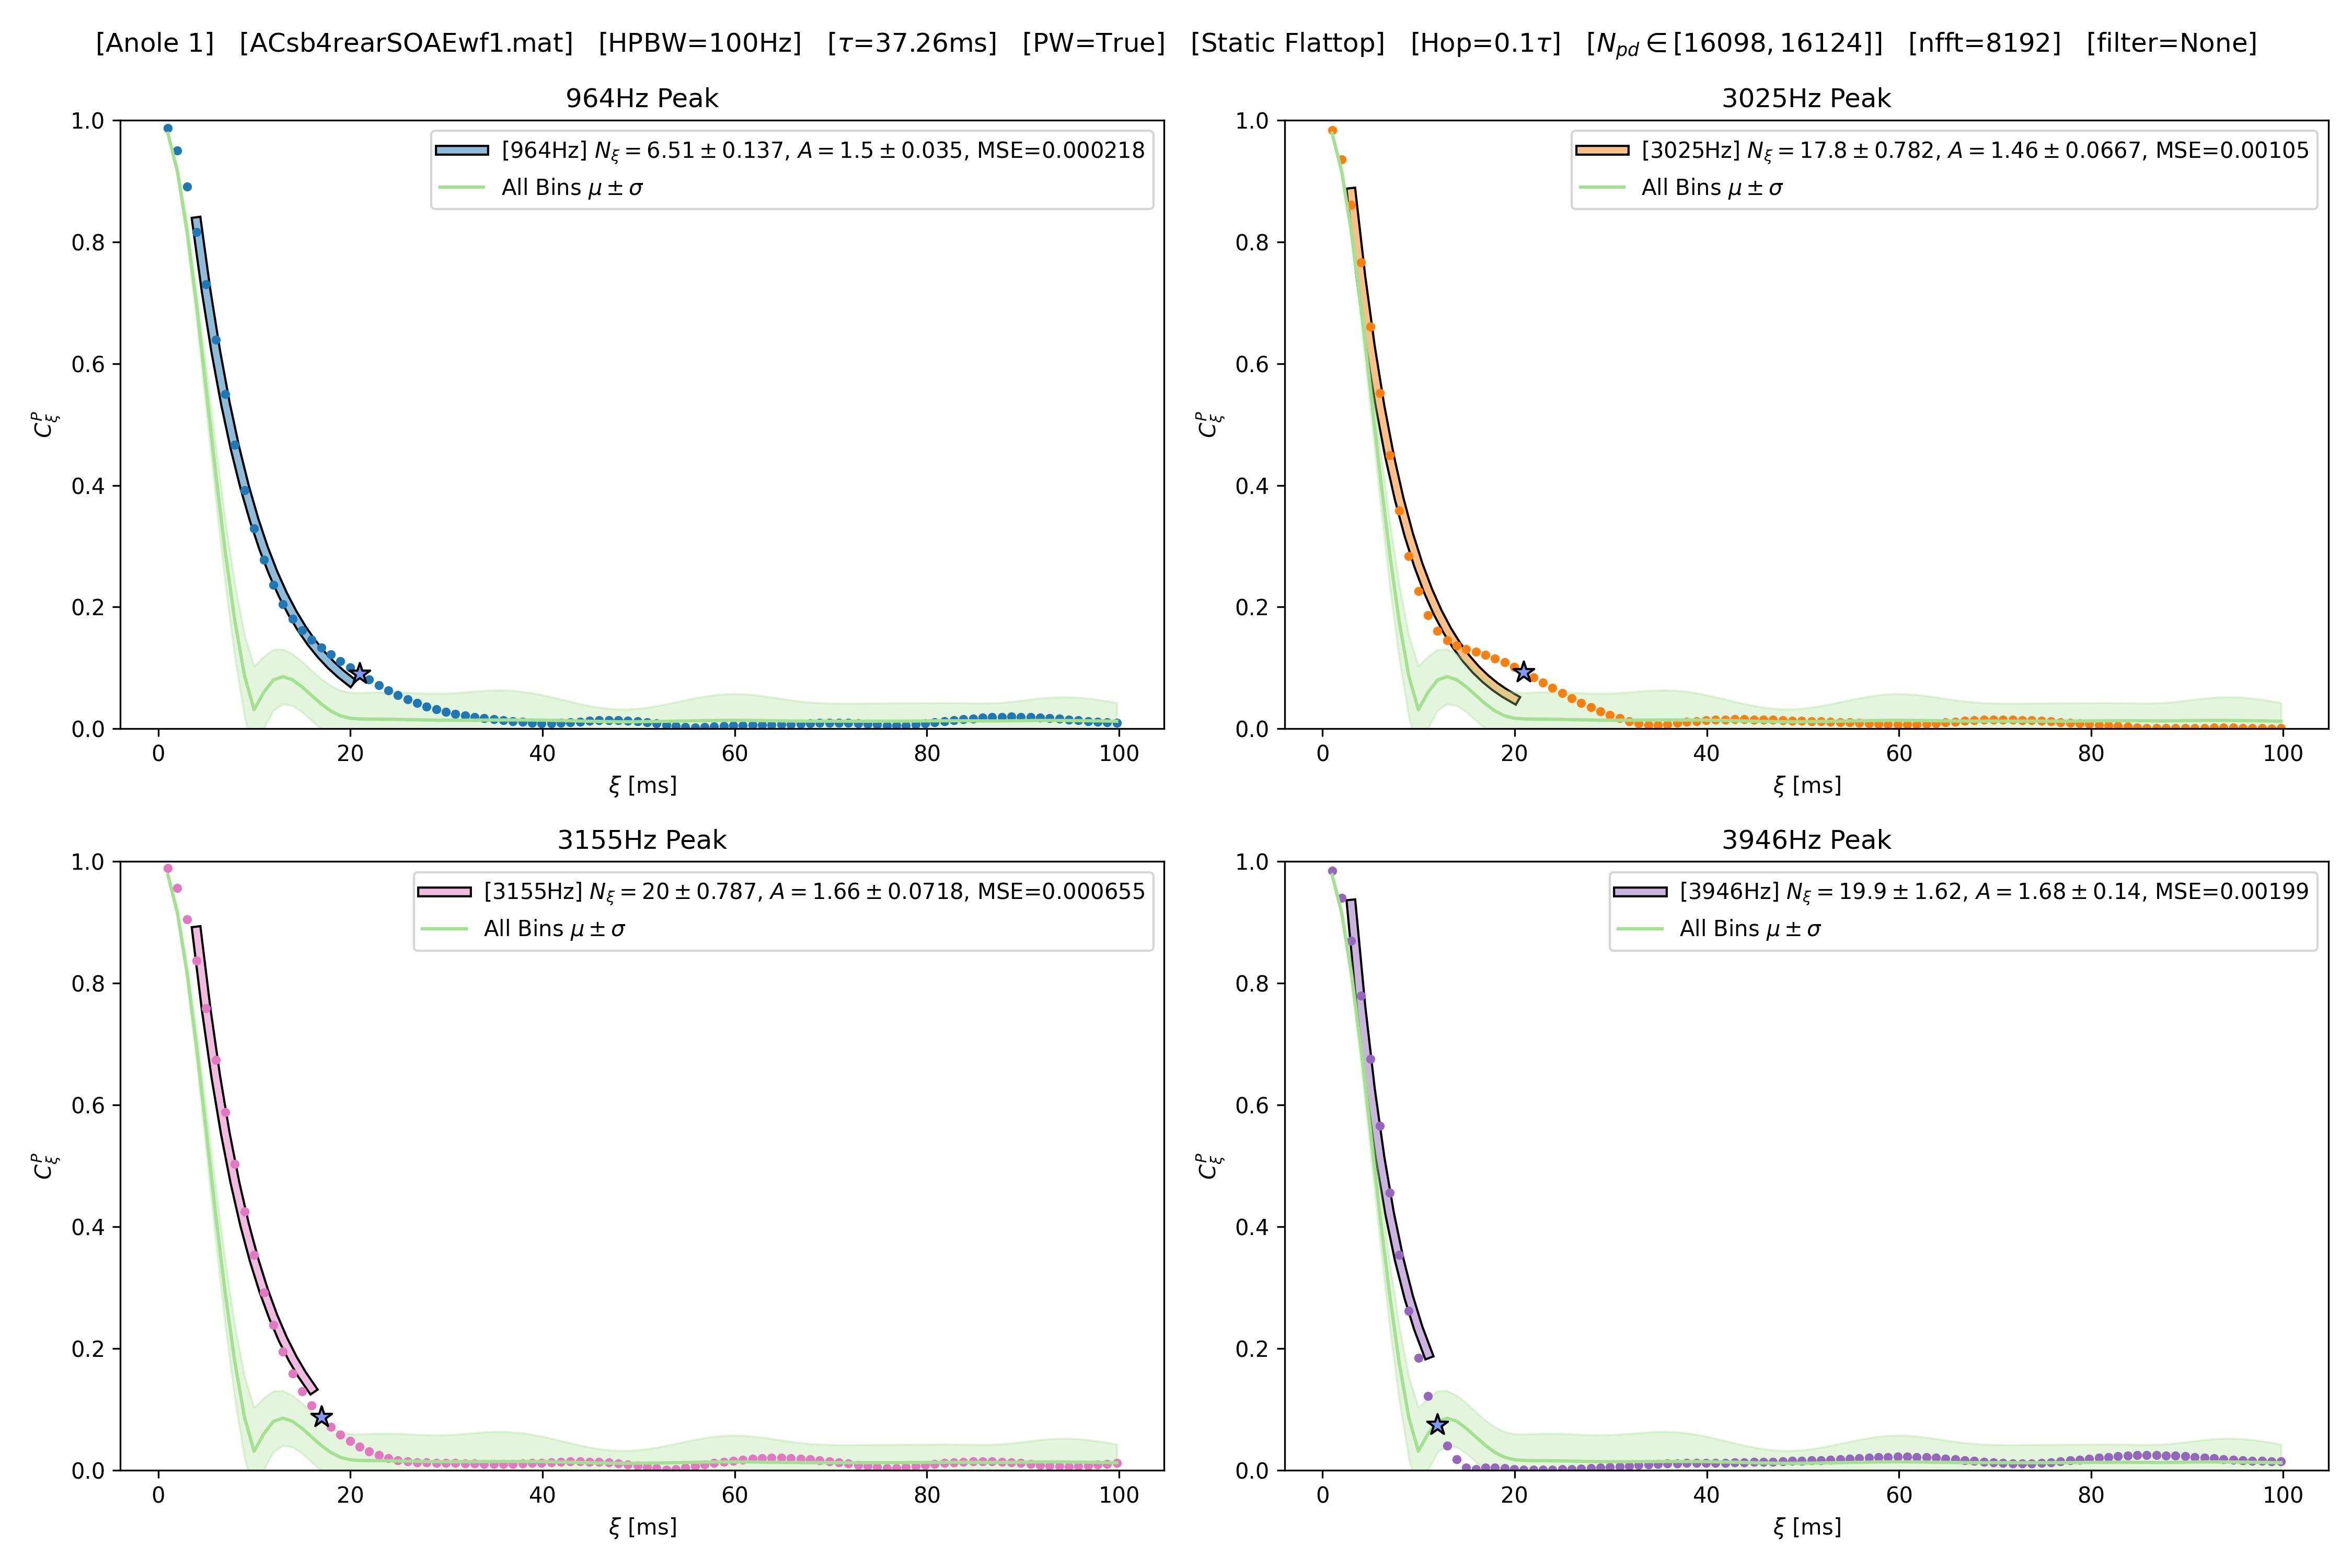 [Anole 1] [ACsb4rearSOAEwf1.mat] [HPBW=100Hz] [τ=37.26ms] [PW=True] [Static Flattop] [Hop=0.1τ] [N_pd ∈ [16098, 16124]] [nfft=8192] [filter=None]
964Hz Peak
[964Hz] N_ξ = 6.51 ± 0.137, A = 1.5 ± 0.035, MSE=0.000218
All Bins μ ± σ
1.0
0.8
0.6
0.4
0.2
0.0
C_ξ^P
0 20 40 60 80 100
ξ [ms]
3025Hz Peak
[3025Hz] N_ξ = 17.8 ± 0.782, A = 1.46 ± 0.0667, MSE=0.00105
All Bins μ ± σ
1.0
0.8
0.6
0.4
0.2
0.0
C_ξ^P
0 20 40 60 80 100
ξ [ms]
3155Hz Peak
[3155Hz] N_ξ = 20 ± 0.787, A = 1.66 ± 0.0718, MSE=0.000655
All Bins μ ± σ
1.0
0.8
0.6
0.4
0.2
0.0
C_ξ^P
0 20 40 60 80 100
ξ [ms]
3946Hz Peak
[3946Hz] N_ξ = 19.9 ± 1.62, A = 1.68 ± 0.14, MSE=0.00199
All Bins μ ± σ
1.0
0.8
0.6
0.4
0.2
0.0
C_ξ^P
0 20 40 60 80 100
ξ [ms]